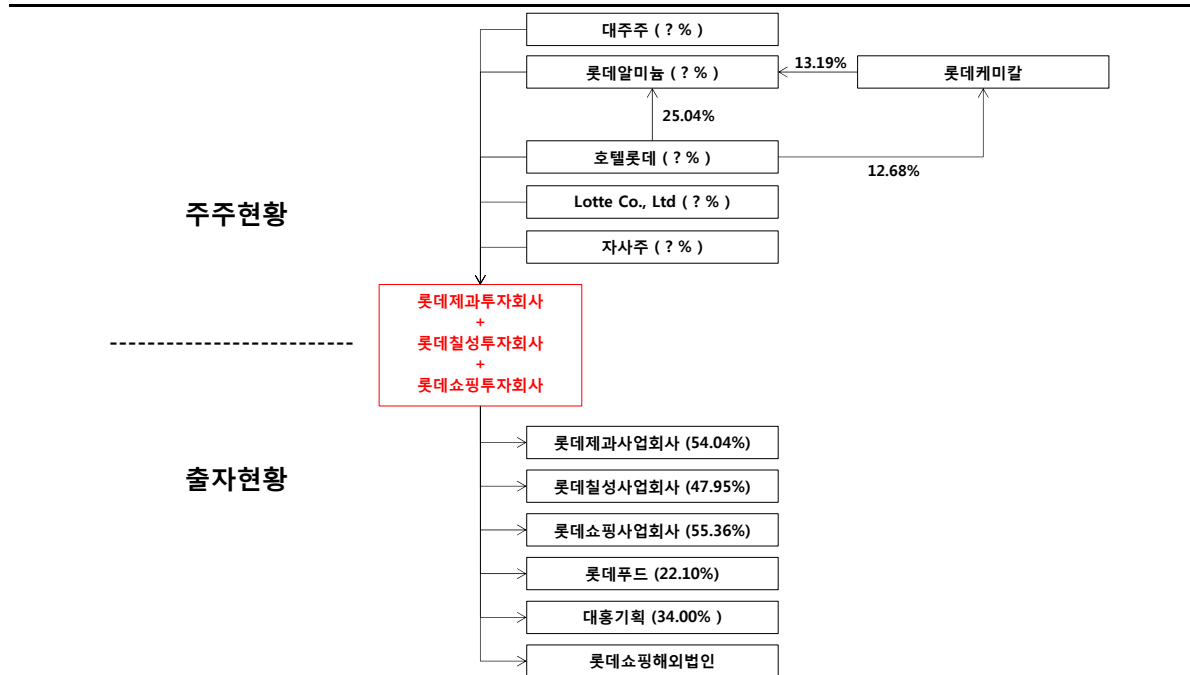 대주주 ( ? % )
롯데알미늄 ( ? % )
13.19%
롯데케미칼
25.04%
호텔롯데 ( ? % )
12.68%
Lotte Co., Ltd ( ? % )
주주현황
자사주 ( ? % )
롯데제과투자회사
+
롯데칠성투자회사
+
롯데쇼핑투자회사
롯데제과사업회사 (54.04%)
출자현황
롯데칠성사업회사 (47.95%)
롯데쇼핑사업회사 (55.36%)
롯데푸드 (22.10%)
대홍기획 (34.00% )
롯데쇼핑해외법인